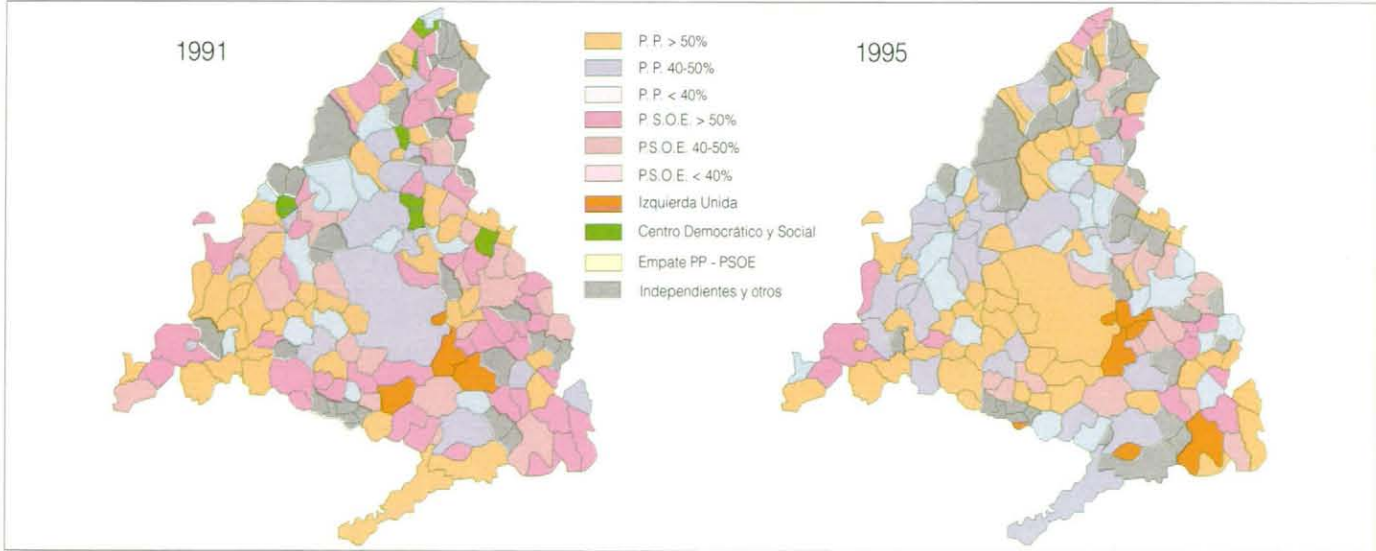 1991
P. P. > 50%
P. P. 40-50%
P. P. < 40%
P. S.O.E. > 50%
P.S.O.E. 40-50%
P.S.O.E. < 40%
Izquierda Unida
Centro Democrático y Social
Empate PP - PSOE
Independientes y otros
1995